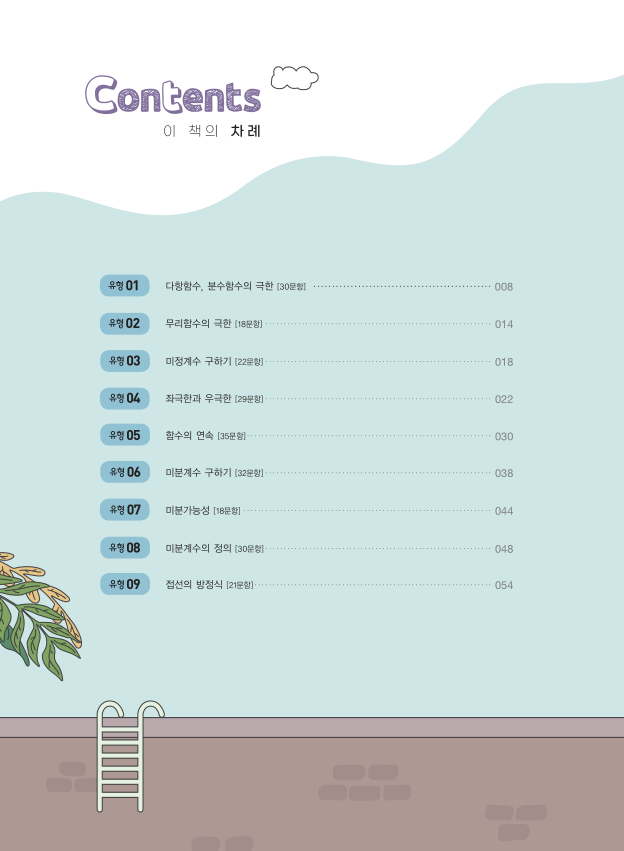 Contents
이 책의 차례
유형 01 다항함수, 분수함수의 극한 [30문항] 008
유형 02 무리함수의 극한 [18문항] 014
유형 03 미정계수 구하기 [22문항] 018
유형 04 좌극한과 우극한 [29문항] 022
유형 05 함수의 연속 [35문항] 030
유형 06 미분계수 구하기 [32문항] 038
유형 07 미분가능성 [18문항] 044
유형 08 미분계수의 정의 [30문항] 048
유형 09 접선의 방정식 [21문항] 054